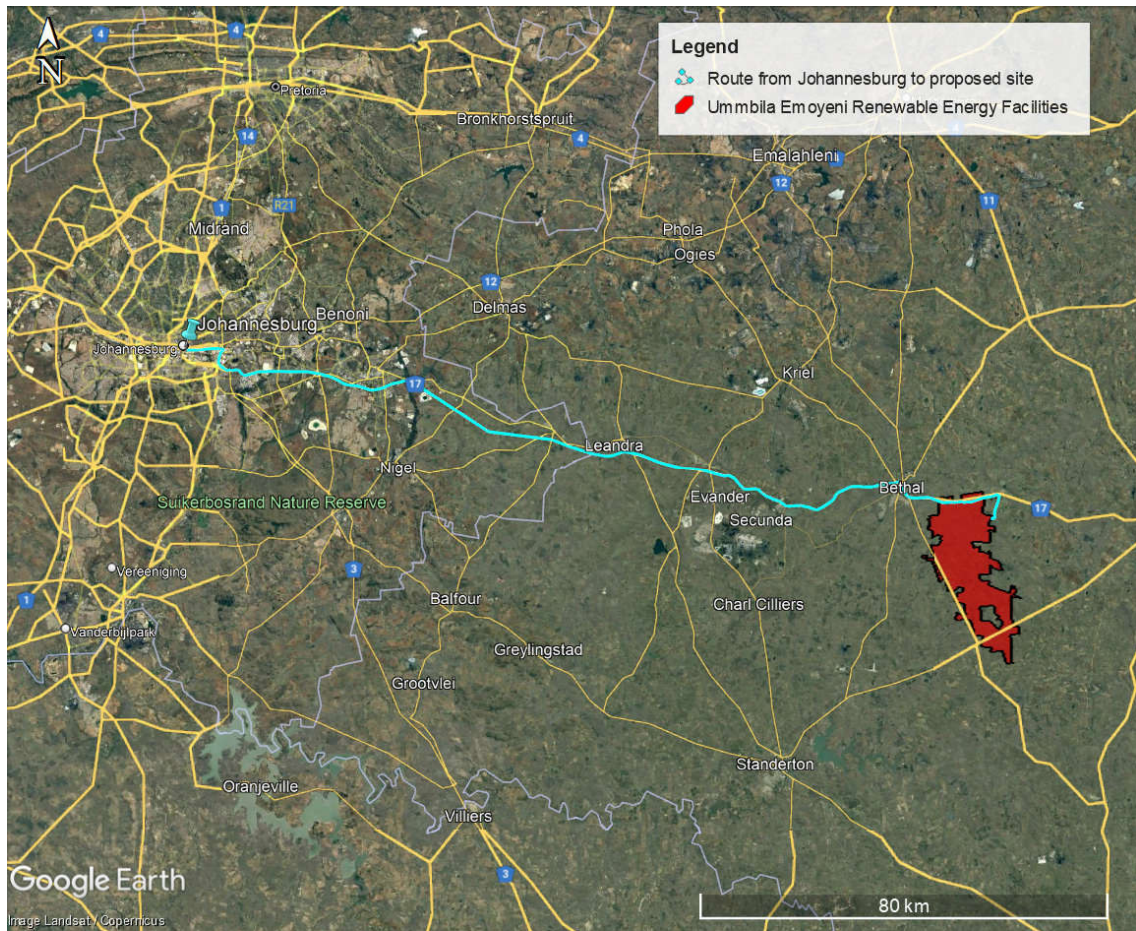 N
Legend
Route from Johannesburg to proposed site
Ummbila Emoyeni Renewable Energy Facilities
4
4
Pretoria
Bronkhorstspruit
14
4
4
Emalahleni
12
1
R21
11
Midrand
Phola
Ogies
12
Delmas
Benoni
Johannesburg
Johannesburg
Kriel
17
Leandra
Nigel
Bethal
Evander
Suikerbosrand Nature Reserve
17
Secunda
Vereeniging
3
1
Balfour
Charl Cilliers
Vanderbijlpark
Greylingstad
Grootvlei
Standerton
Oranjeville
Villiers
3
Google Earth
80 km
Image Landsat / Copernicus